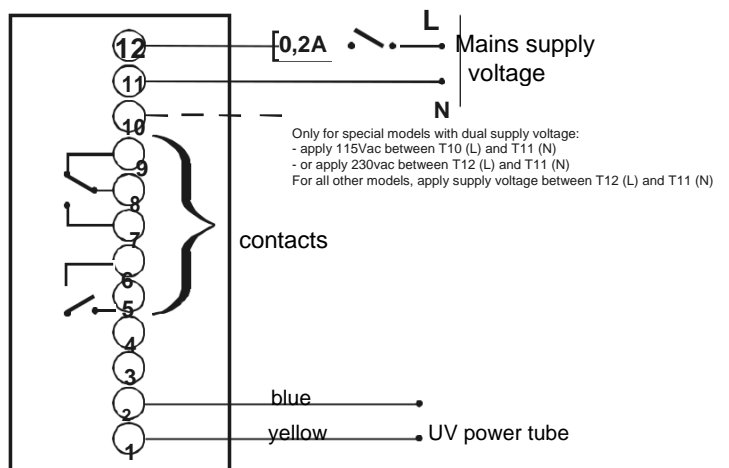 12
0,2A
L
Mains supply
voltage
11
N
10
Only for special models with dual supply voltage:
- apply 115Vac between T10 (L) and T11 (N)
- or apply 230vac between T12 (L) and T11 (N)
For all other models, apply supply voltage between T12 (L) and T11 (N)
9
8
7
contacts
6
5
4
3
2
blue
1
yellow
UV power tube